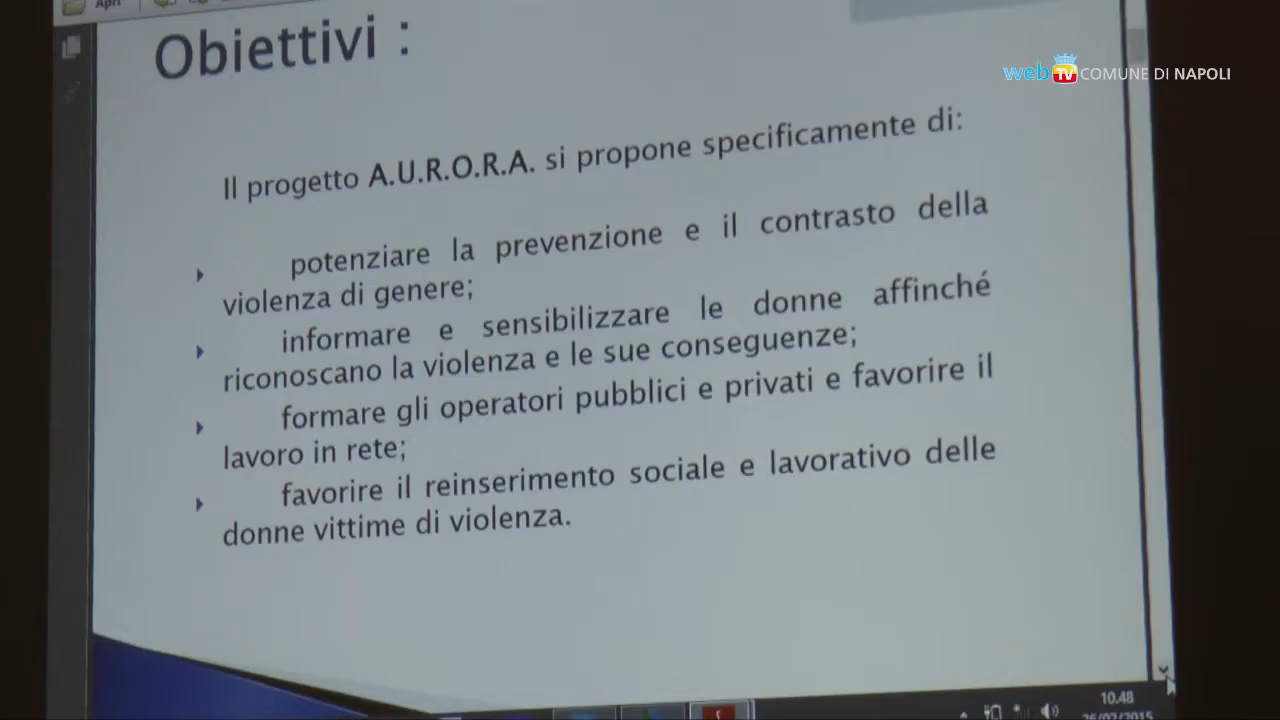 Apri
Obiettivi :
web TV COMUNE DI NAPOLI
Il progetto A.U.R.O.R.A. si propone specificamente di:
potenziare la prevenzione e il contrasto della
violenza di genere;
informare e sensibilizzare le donne affinché
riconoscano la violenza e le sue conseguenze;
formare gli operatori pubblici e privati e favorire il
lavoro in rete;
favorire il reinserimento sociale e lavorativo delle
donne vittime di violenza.
10.48